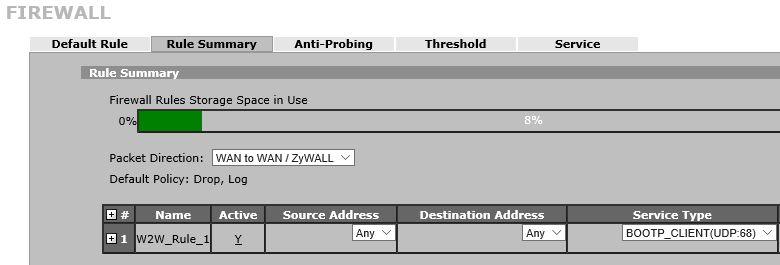 FIREWALL
Default Rule Rule Summary Anti-Probing Threshold Service
Rule Summary
Firewall Rules Storage Space in Use
0% 8%
Packet Direction: WAN to WAN / ZyWALL
Default Policy: Drop, Log
# Name Active Source Address Destination Address Service Type
1 W2W_Rule_1 Y Any Any BOOTP_CLIENT(UDP:68)